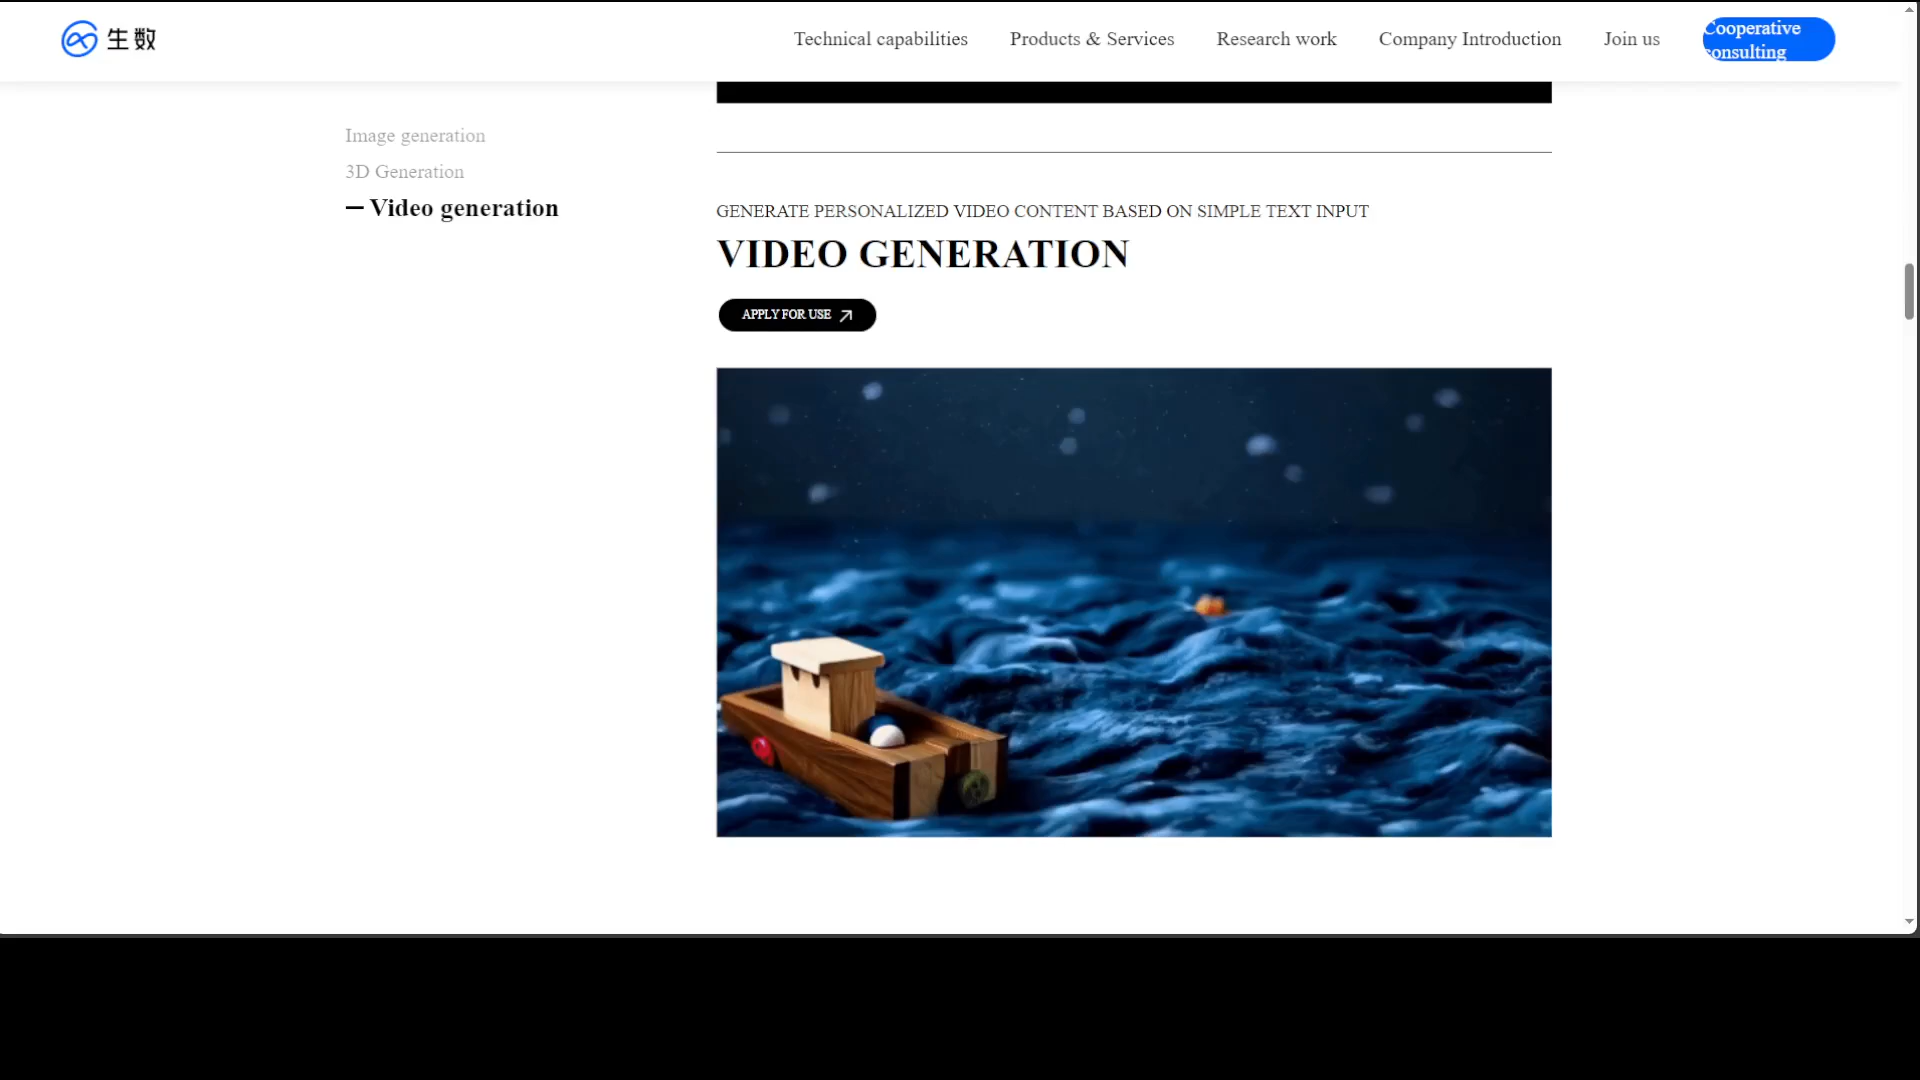 生数
Technical capabilities
Products & Services
Research work
Company Introduction
Join us
Cooperative
consulting
Image generation
3D Generation
Video generation
GENERATE PERSONALIZED VIDEO CONTENT BASED ON SIMPLE TEXT INPUT
VIDEO GENERATION
APPLY FOR USE